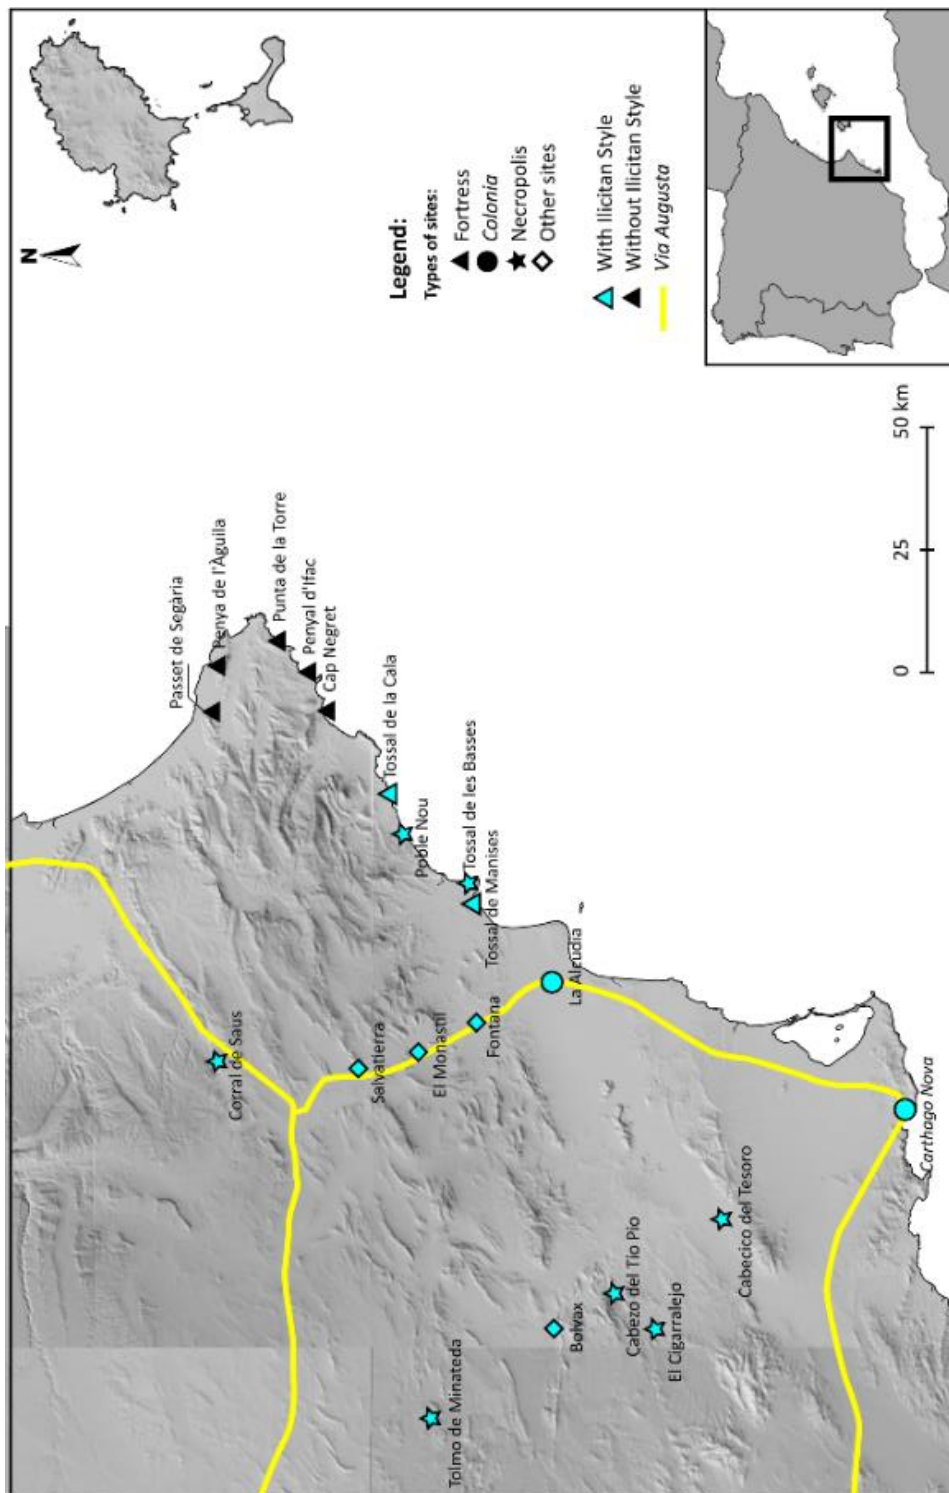 N
Legend:
Types of sites:
Fortress
Colonia
Necropolis
Other sites
With Ilicitan Style
Without Ilicitan Style
Via Augusta
0
25
50 km
Passet de Segària
Penya de l'Àguila
Punta de la Torre
Penyal d'Ifac
Cap Negret
Tossal de la Cala
Poble Nou
Tossal de les Basses
Tossal de Manises
La Alcudia
Corral de Saus
Salvatierra
El Monastil
Fontana
Tolmo de Minateda
Bolvax
Cabezo del Tío Pio
El Cigarralejo
Cabecico del Tesoro
Carthago Nova